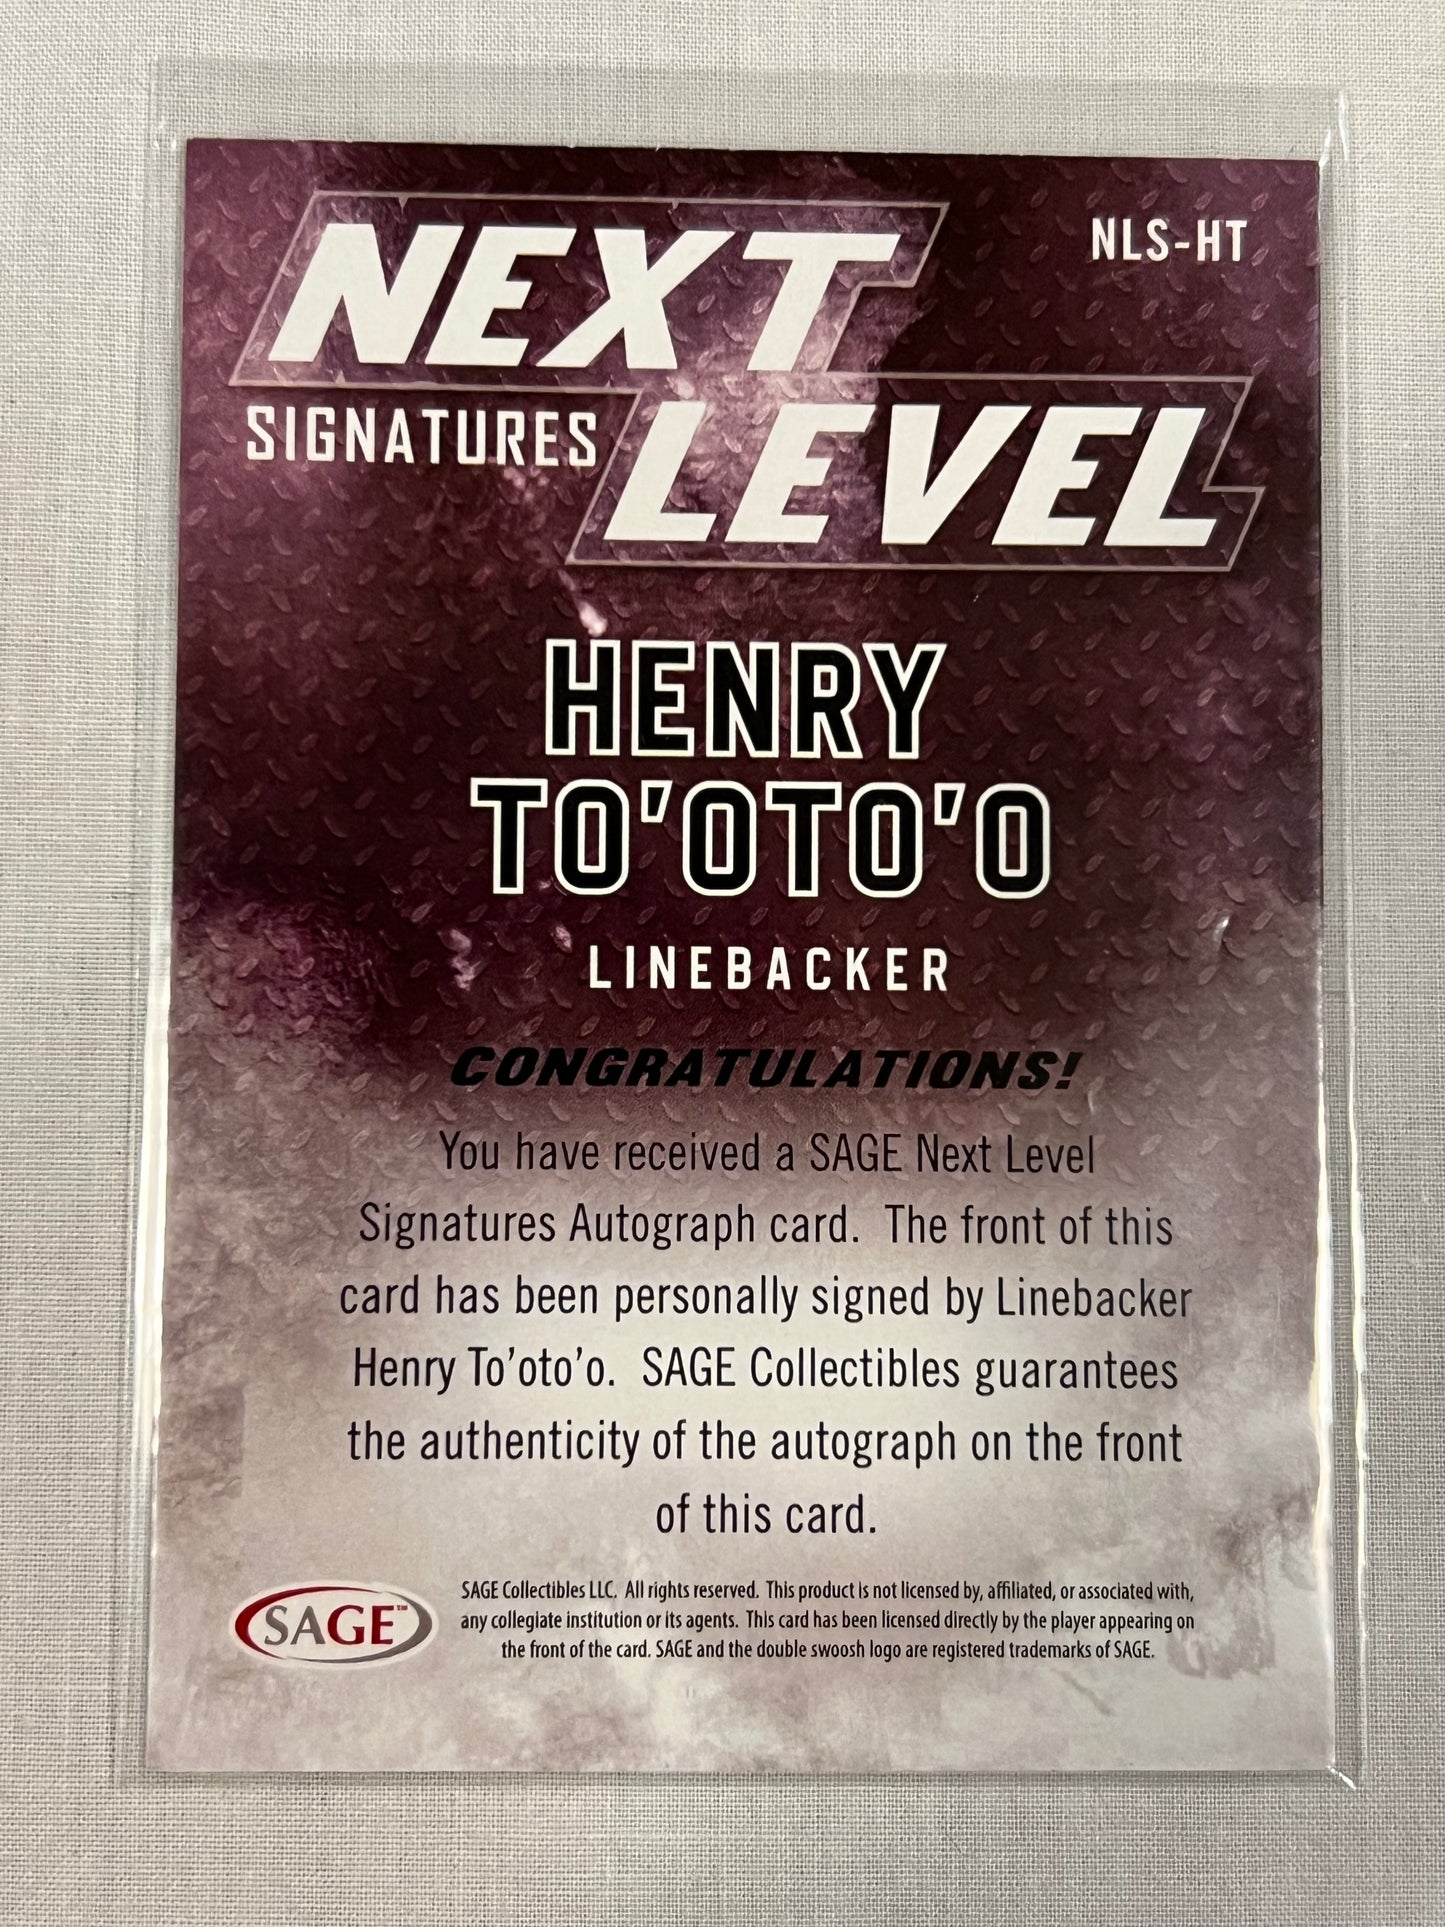 NLS-HT
NEXT
SIGNATURES
LEVEL
HENRY
TO'OTO'O
LINEBACKER
CONGRATULATIONS!
You have received a SAGE Next Level
Signatures Autograph card.  The front of this
card has been personally signed by Linebacker
Henry To'oto'o.  SAGE Collectibles guarantees
the authenticity of the autograph on the front
of this card.
SAGE™
SAGE Collectibles LLC.  All rights reserved.  This product is not licensed by, affiliated, or associated with,
any collegiate institution or its agents.  This card has been licensed directly by the player appearing on
the front of the card. SAGE and the double swoosh logo are registered trademarks of SAGE.